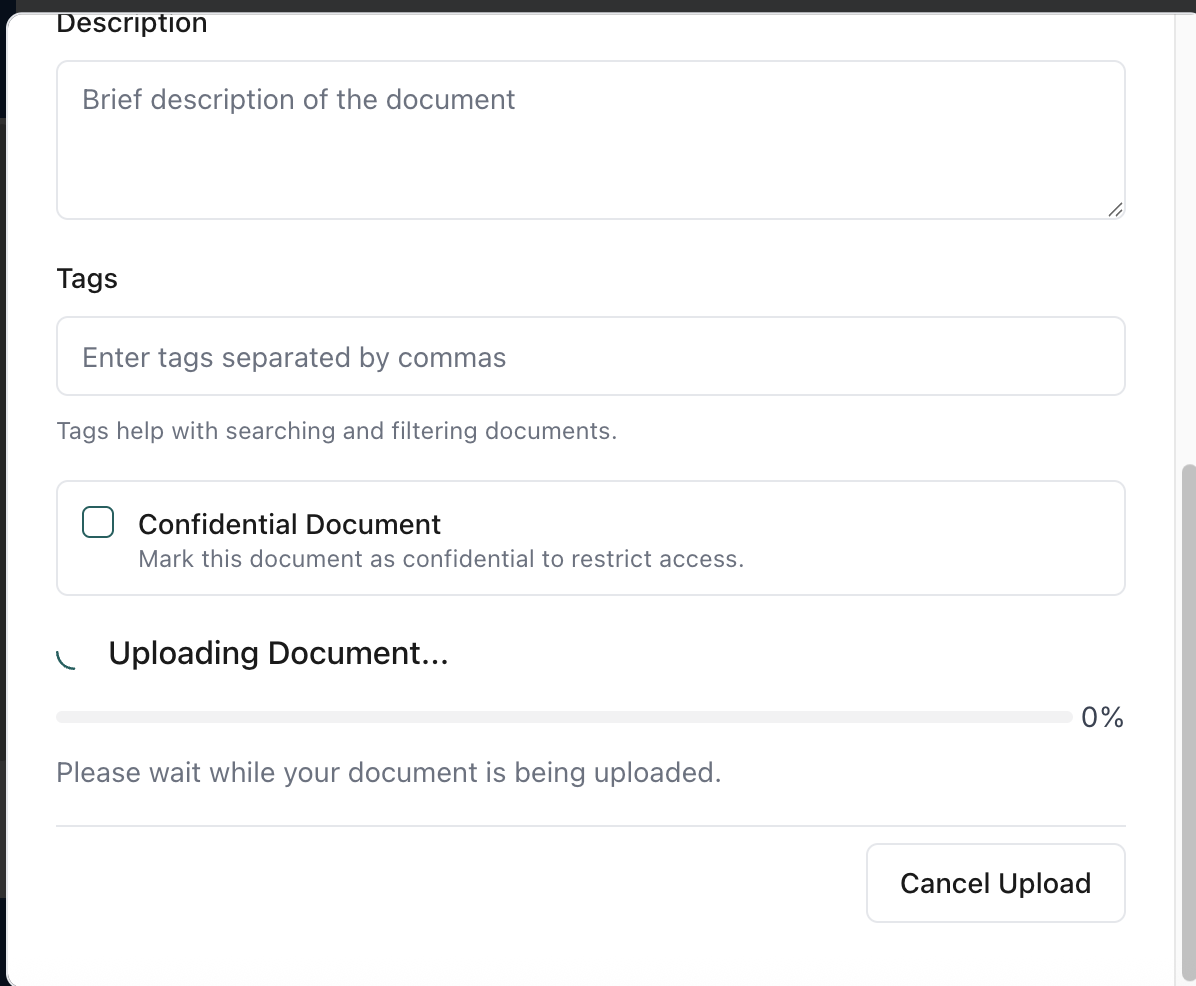 Description
Brief description of the document
Tags
Enter tags separated by commas
Tags help with searching and filtering documents.
Confidential Document
Mark this document as confidential to restrict access.
Uploading Document...
0%
Please wait while your document is being uploaded.
Cancel Upload